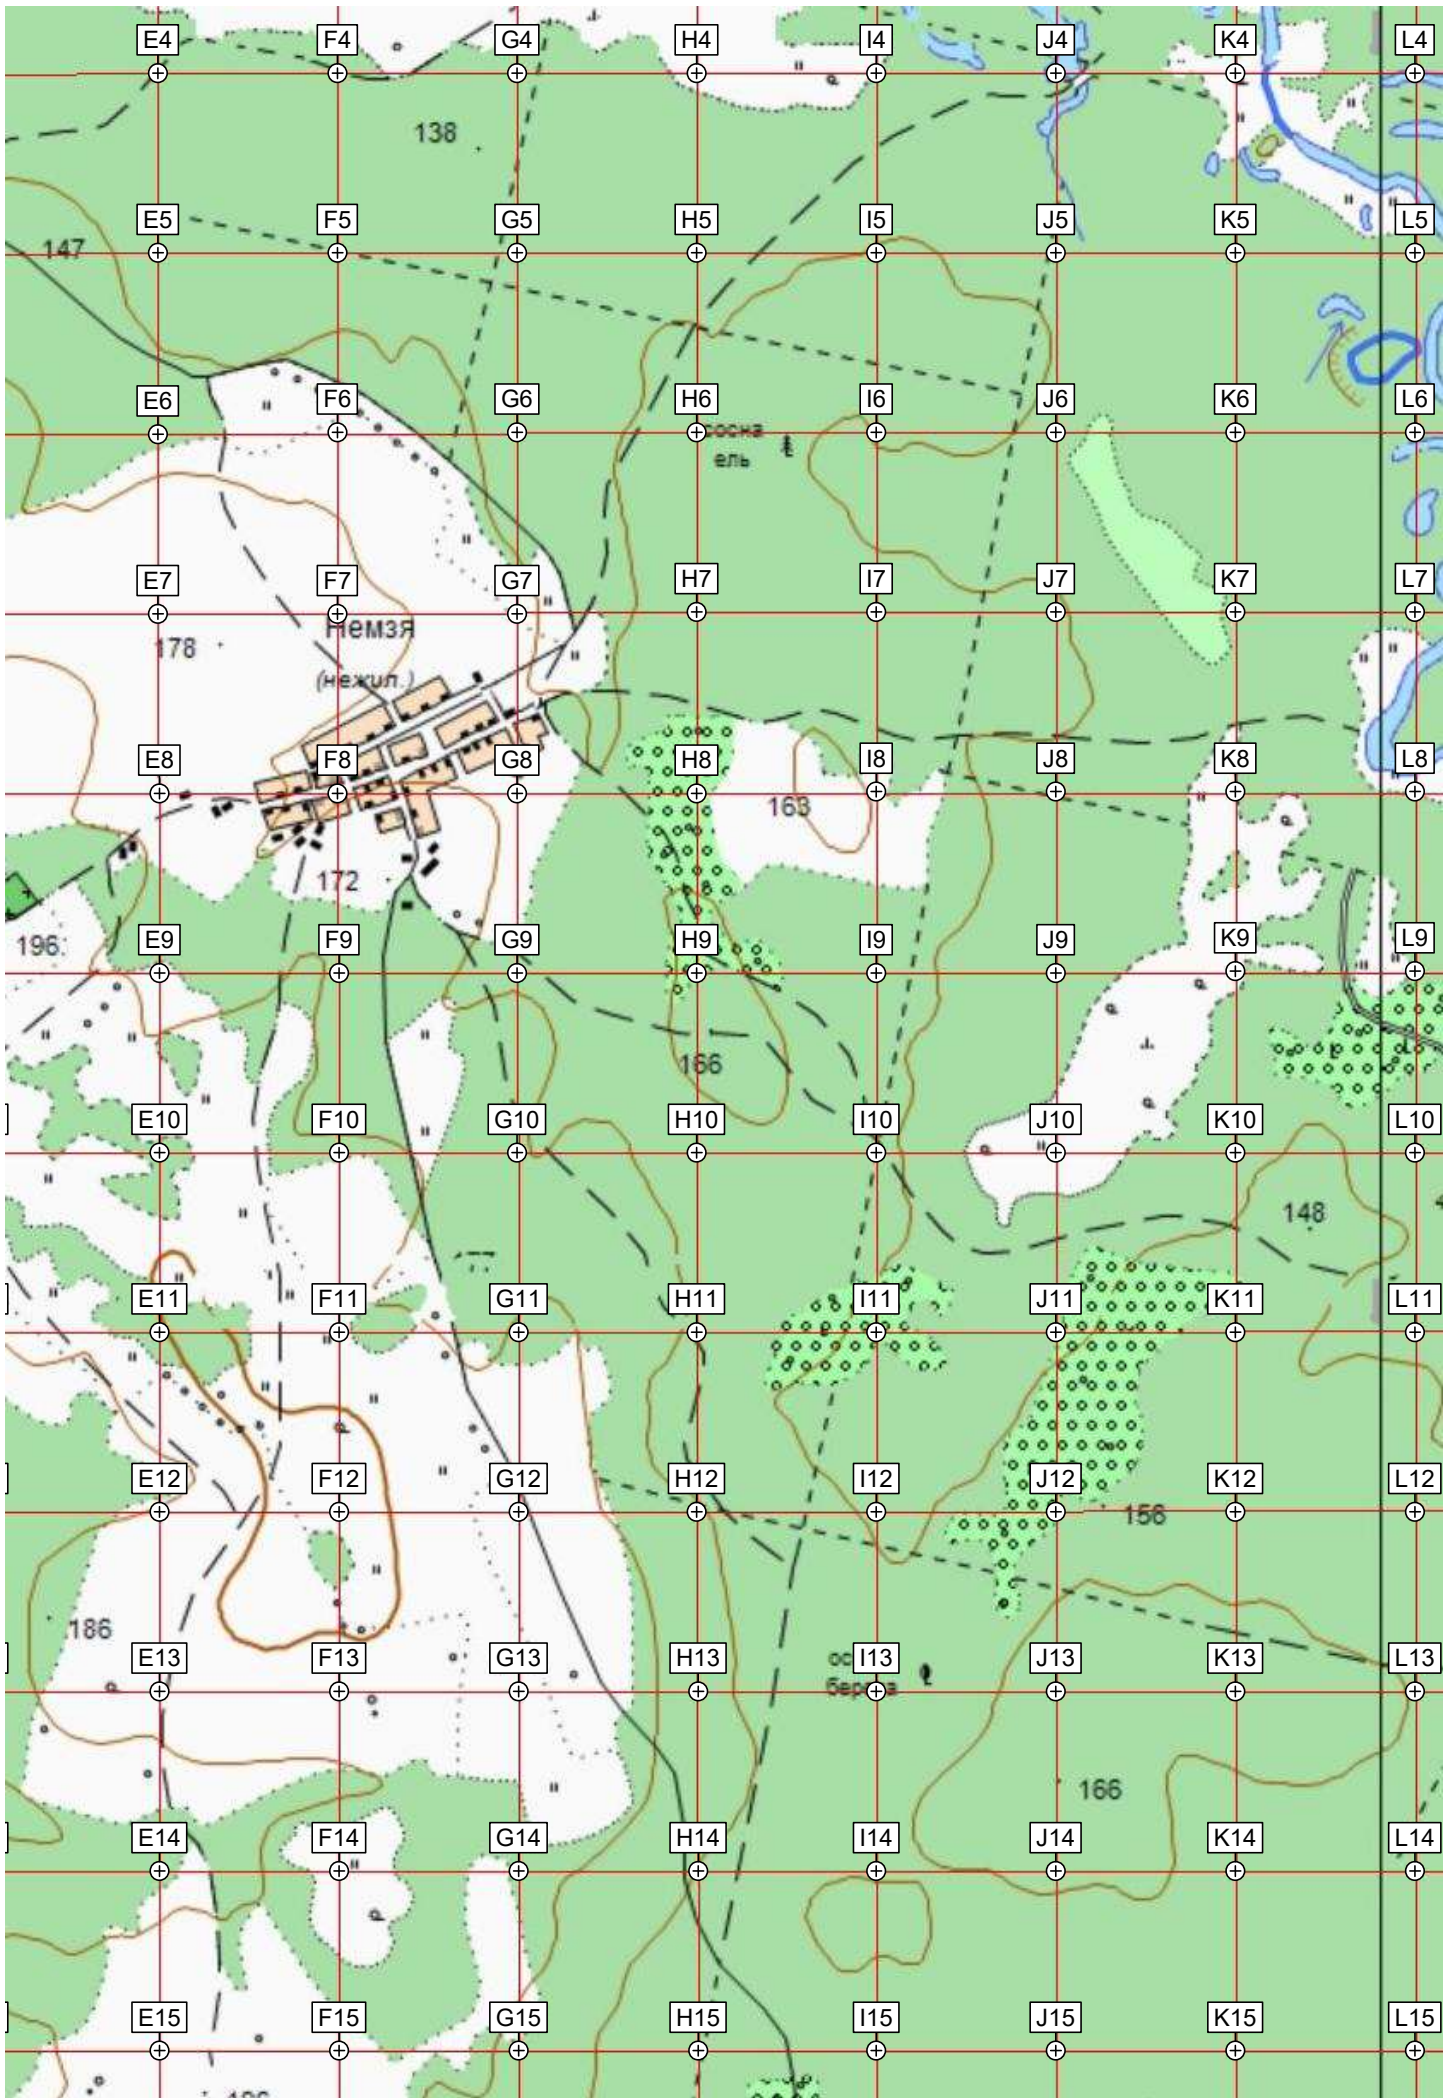 E4 F4 G4 H4 I4 J4 K4 L4
138
E5 F5 G5 H5 I5 J5 K5 L5
147
E6 F6 G6 H6 I6 J6 K6 L6
сосна
ель
E7 F7 G7 H7 I7 J7 K7 L7
Немзя
178
(нежил.)
E8 F8 G8 H8 I8 J8 K8 L8
163
172
E9 F9 G9 H9 I9 J9 K9 L9
196
166
E10 F10 G10 H10 I10 J10 K10 L10
148
E11 F11 G11 H11 I11 J11 K11 L11
E12 F12 G12 H12 I12 J12 K12 L12
156
186
E13 F13 G13 H13 I13 J13 K13 L13
береза
166
E14 F14 G14 H14 I14 J14 K14 L14
E15 F15 G15 H15 I15 J15 K15 L15